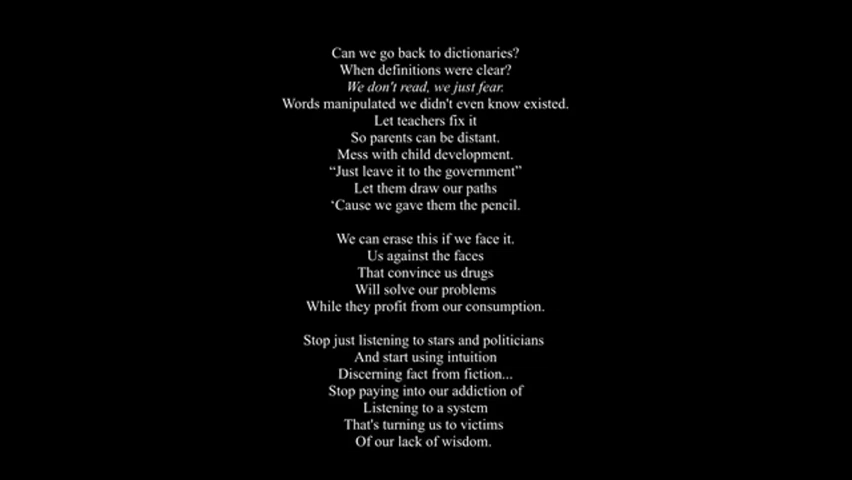 Can we go back to dictionaries?
When definitions were clear?
We don't read, we just fear.
Words manipulated we didn't even know existed.
Let teachers fix it
So parents can be distant.
Mess with child development.
“Just leave it to the government”
Let them draw our paths
‘Cause we gave them the pencil.
We can erase this if we face it.
Us against the faces
That convince us drugs
Will solve our problems
While they profit from our consumption.
Stop just listening to stars and politicians
And start using intuition
Discerning fact from fiction...
Stop paying into our addiction of
Listening to a system
That's turning us to victims
Of our lack of wisdom.